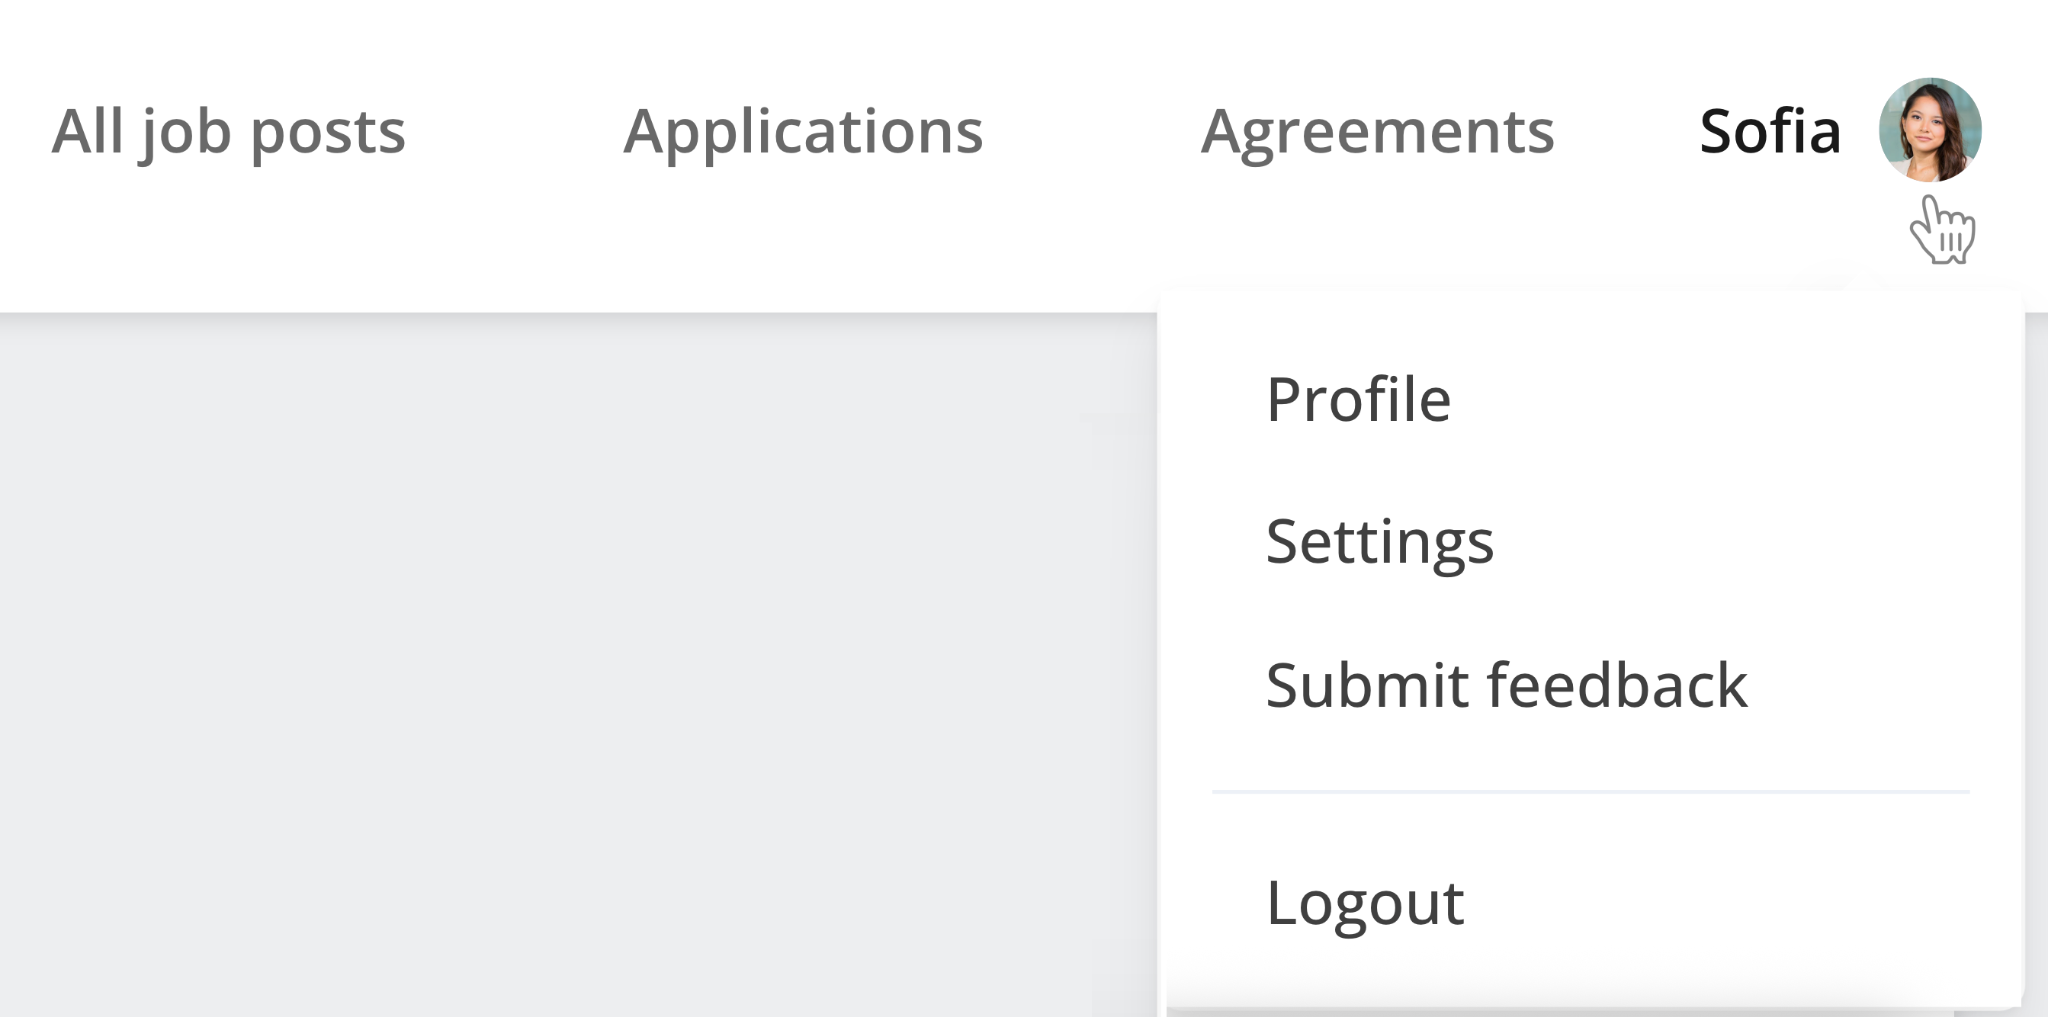 All job posts Applications Agreements Sofia
Profile
Settings
Submit feedback
Logout